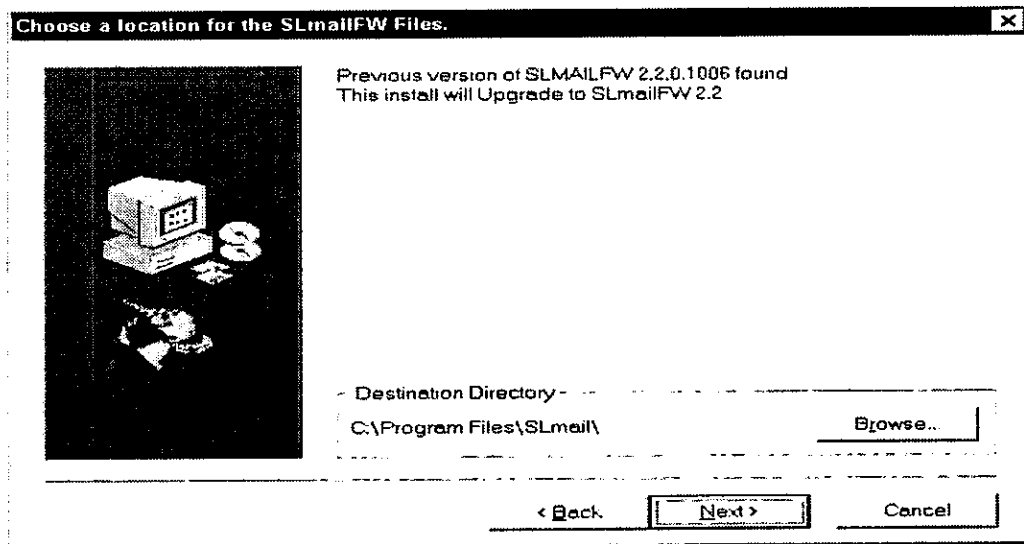 Choose a location for the SLmailFW Files.
Previous version of SLMAILFW 2.2.0.1006 found
This install will Upgrade to SLmailFW 2.2
Destination Directory
C:\Program Files\SLmail\
Browse...
< Back
Next >
Cancel